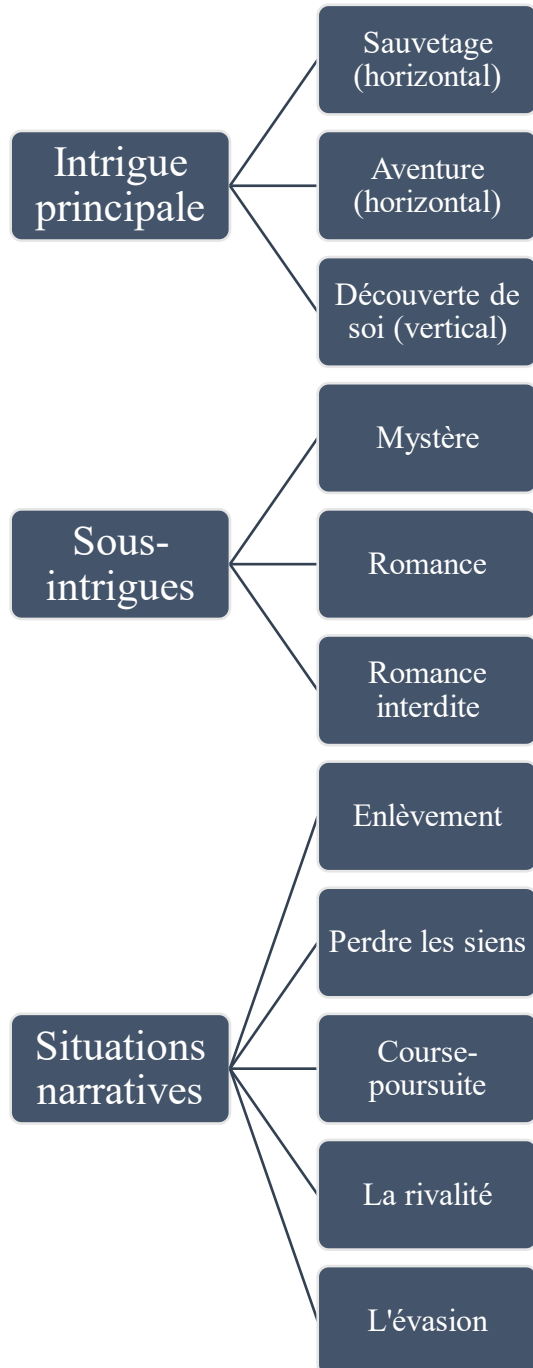 Intrigue
principale
Sauvetage
(horizontal)
Aventure
(horizontal)
Découverte de
soi (vertical)
Sous-
intrigues
Mystère
Romance
Romance
interdite
Situations
narratives
Enlèvement
Perdre les siens
Course-
poursuite
La rivalité
L'évasion